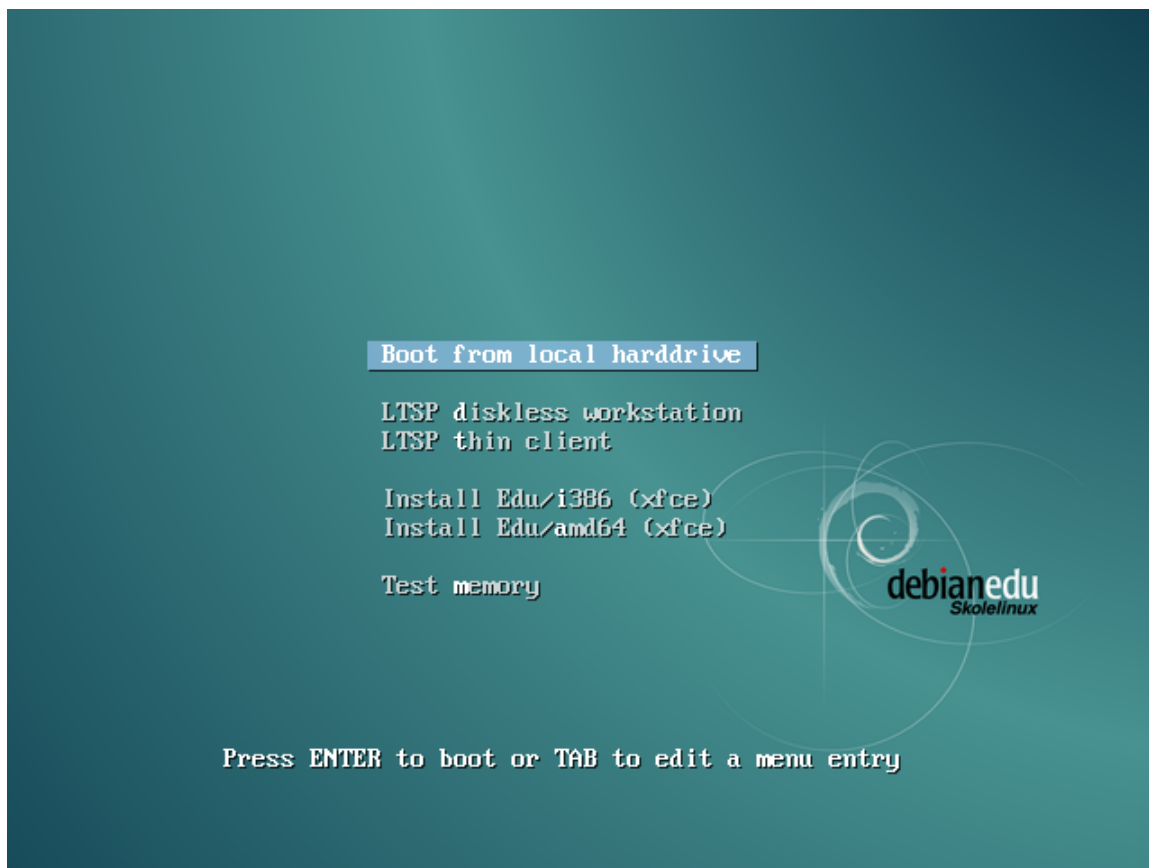 Boot from local harddrive
LTSP diskless workstation
LTSP thin client
Install Edu/i386 (xfce)
Install Edu/amd64 (xfce)
Test memory
debianedu
Skolelinux
Press ENTER to boot or TAB to edit a menu entry